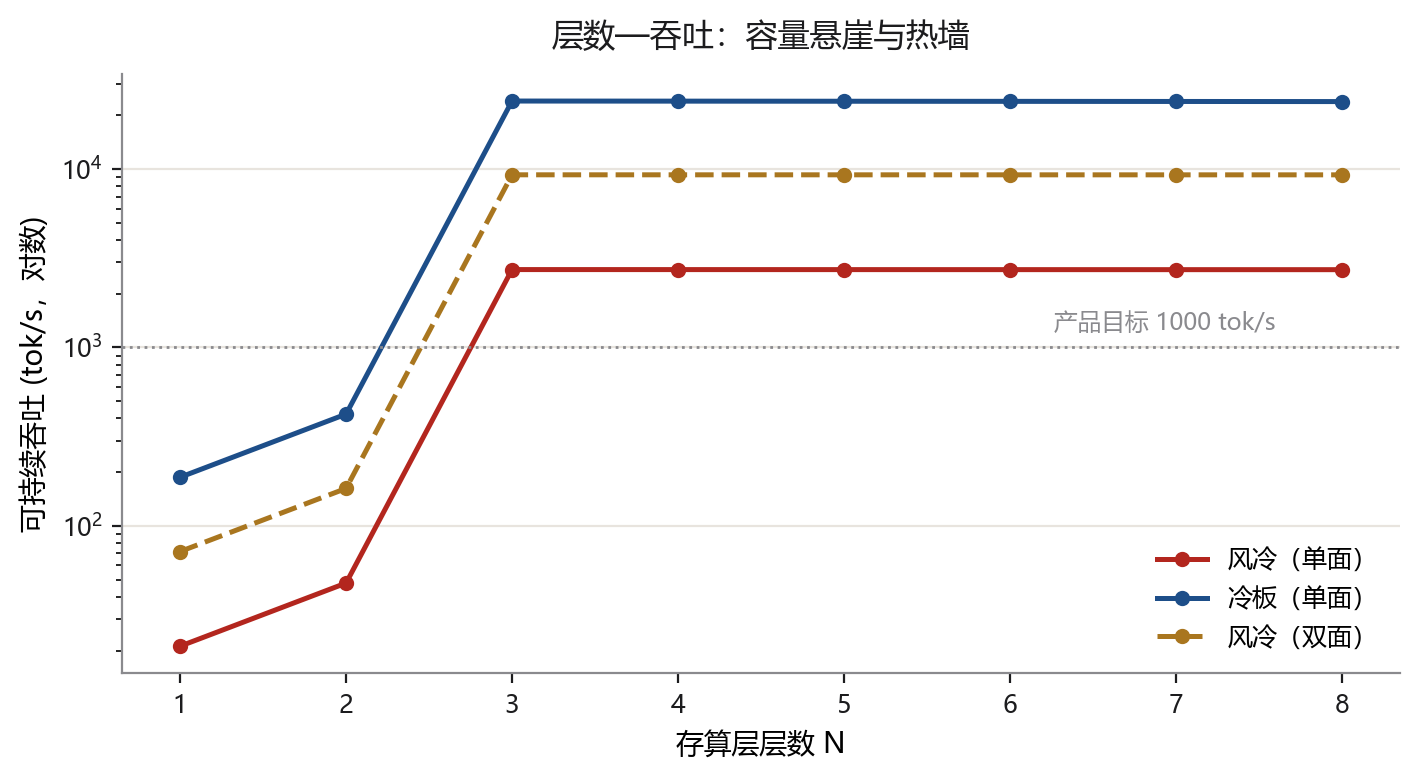 层数—吞吐：容量悬崖与热墙
可持续吞吐 (tok/s，对数)
10⁴
10³
10²
产品目标 1000 tok/s
风冷（单面）
冷板（单面）
风冷（双面）
1 2 3 4 5 6 7 8
存算层层数 N